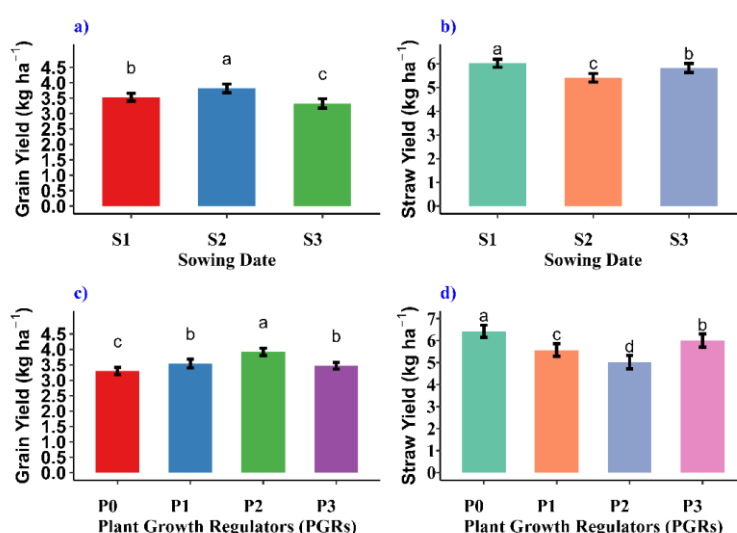 a)
b
a
c
Grain Yield (kg ha⁻¹)
4.5
4.0
3.5
3.0
2.5
2.0
1.5
1.0
0.5
0.0
S1 S2 S3
Sowing Date
b)
a
c
b
Straw Yield (kg ha⁻¹)
6
5
4
3
2
1
0
S1 S2 S3
Sowing Date
c)
c
b
a
b
Grain Yield (kg ha⁻¹)
4.5
4.0
3.5
3.0
2.5
2.0
1.5
1.0
0.5
0.0
P0 P1 P2 P3
Plant Growth Regulators (PGRs)
d)
a
c
d
b
Straw Yield (kg ha⁻¹)
7
6
5
4
3
2
1
0
P0 P1 P2 P3
Plant Growth Regulators (PGRs)